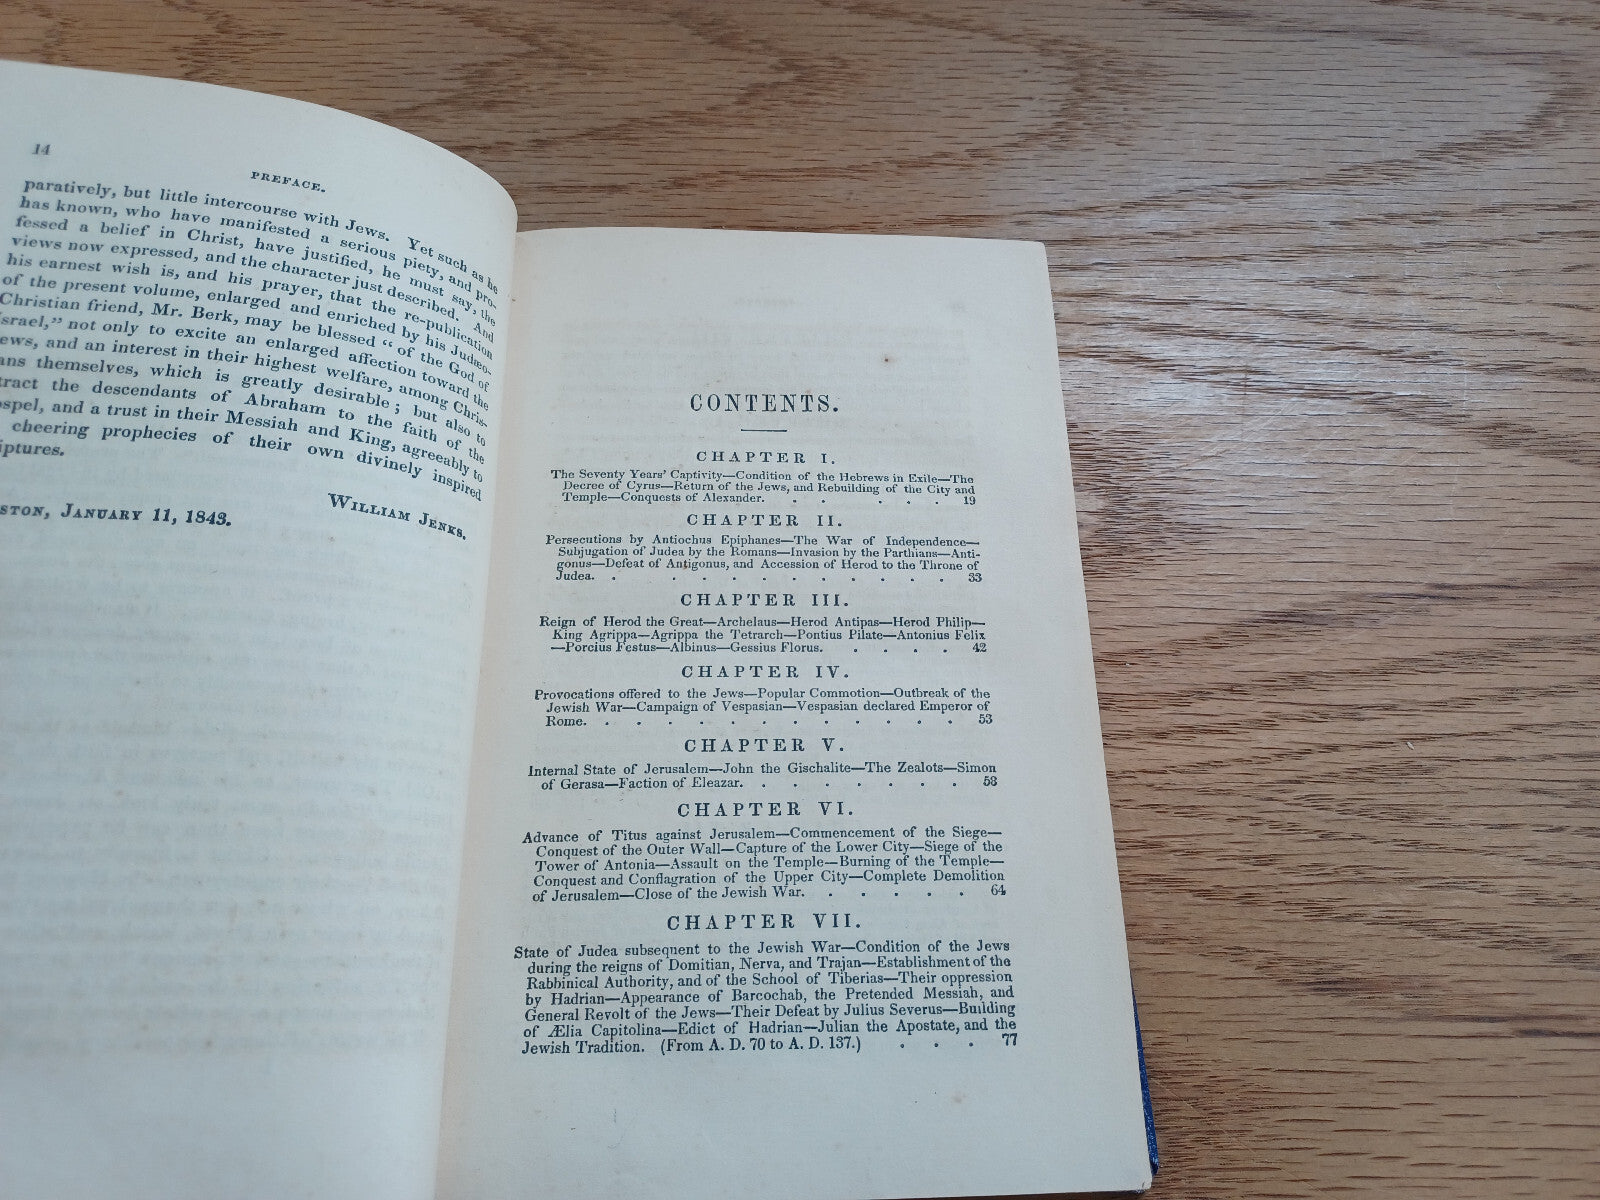 14
PREFACE.
paratively, but little intercourse with Jews. Yet such as he
has known, who have manifested a serious piety, and pro-
fessed a belief in Christ, have justified, he must say, the
views now expressed, and the character just described. And
his earnest wish is, and his prayer, that the re-publication
of the present volume, enlarged and enriched by his Judæo-
Christian friend, Mr. Berk, may be blessed "of the God of
Israel," not only to excite an enlarged affection toward the
ews, and an interest in their highest welfare, among Chris-
ans themselves, which is greatly desirable; but also to
tract the descendants of Abraham to the faith of the
ospel, and a trust in their Messiah and King, agreeably to
cheering prophecies of their own divinely inspired
iptures.
WILLIAM JENKS.
STON, JANUARY 11, 1843.
CONTENTS.
CHAPTER I.
The Seventy Years' Captivity—Condition of the Hebrews in Exile—The
Decree of Cyrus—Return of the Jews, and Rebuilding of the City and
Temple—Conquests of Alexander. . . . . . 19
CHAPTER II.
Persecutions by Antiochus Epiphanes—The War of Independence—
Subjugation of Judea by the Romans—Invasion by the Parthians—Anti-
gonus—Defeat of Antigonus, and Accession of Herod to the Throne of
Judea. . . . . . . . . . . . 33
CHAPTER III.
Reign of Herod the Great—Archelaus—Herod Antipas—Herod Philip—
King Agrippa—Agrippa the Tetrarch—Pontius Pilate—Antonius Felix
—Porcius Festus—Albinus—Gessius Florus. . . . . 42
CHAPTER IV.
Provocations offered to the Jews—Popular Commotion—Outbreak of the
Jewish War—Campaign of Vespasian—Vespasian declared Emperor of
Rome. . . . . . . . . . . . 53
CHAPTER V.
Internal State of Jerusalem—John the Gischalite—The Zealots—Simon
of Gerasa—Faction of Eleazar. . . . . . . . 58
CHAPTER VI.
Advance of Titus against Jerusalem—Commencement of the Siege—
Conquest of the Outer Wall—Capture of the Lower City—Siege of the
Tower of Antonia—Assault on the Temple—Burning of the Temple—
Conquest and Conflagration of the Upper City—Complete Demolition
of Jerusalem—Close of the Jewish War. . . . . . 64
CHAPTER VII.
State of Judea subsequent to the Jewish War—Condition of the Jews
during the reigns of Domitian, Nerva, and Trajan—Establishment of the
Rabbinical Authority, and of the School of Tiberias—Their oppression
by Hadrian—Appearance of Barcochab, the Pretended Messiah, and
General Revolt of the Jews—Their Defeat by Julius Severus—Building
of Ælia Capitolina—Edict of Hadrian—Julian the Apostate, and the
Jewish Tradition. (From A. D. 70 to A. D. 137.) . . . 77